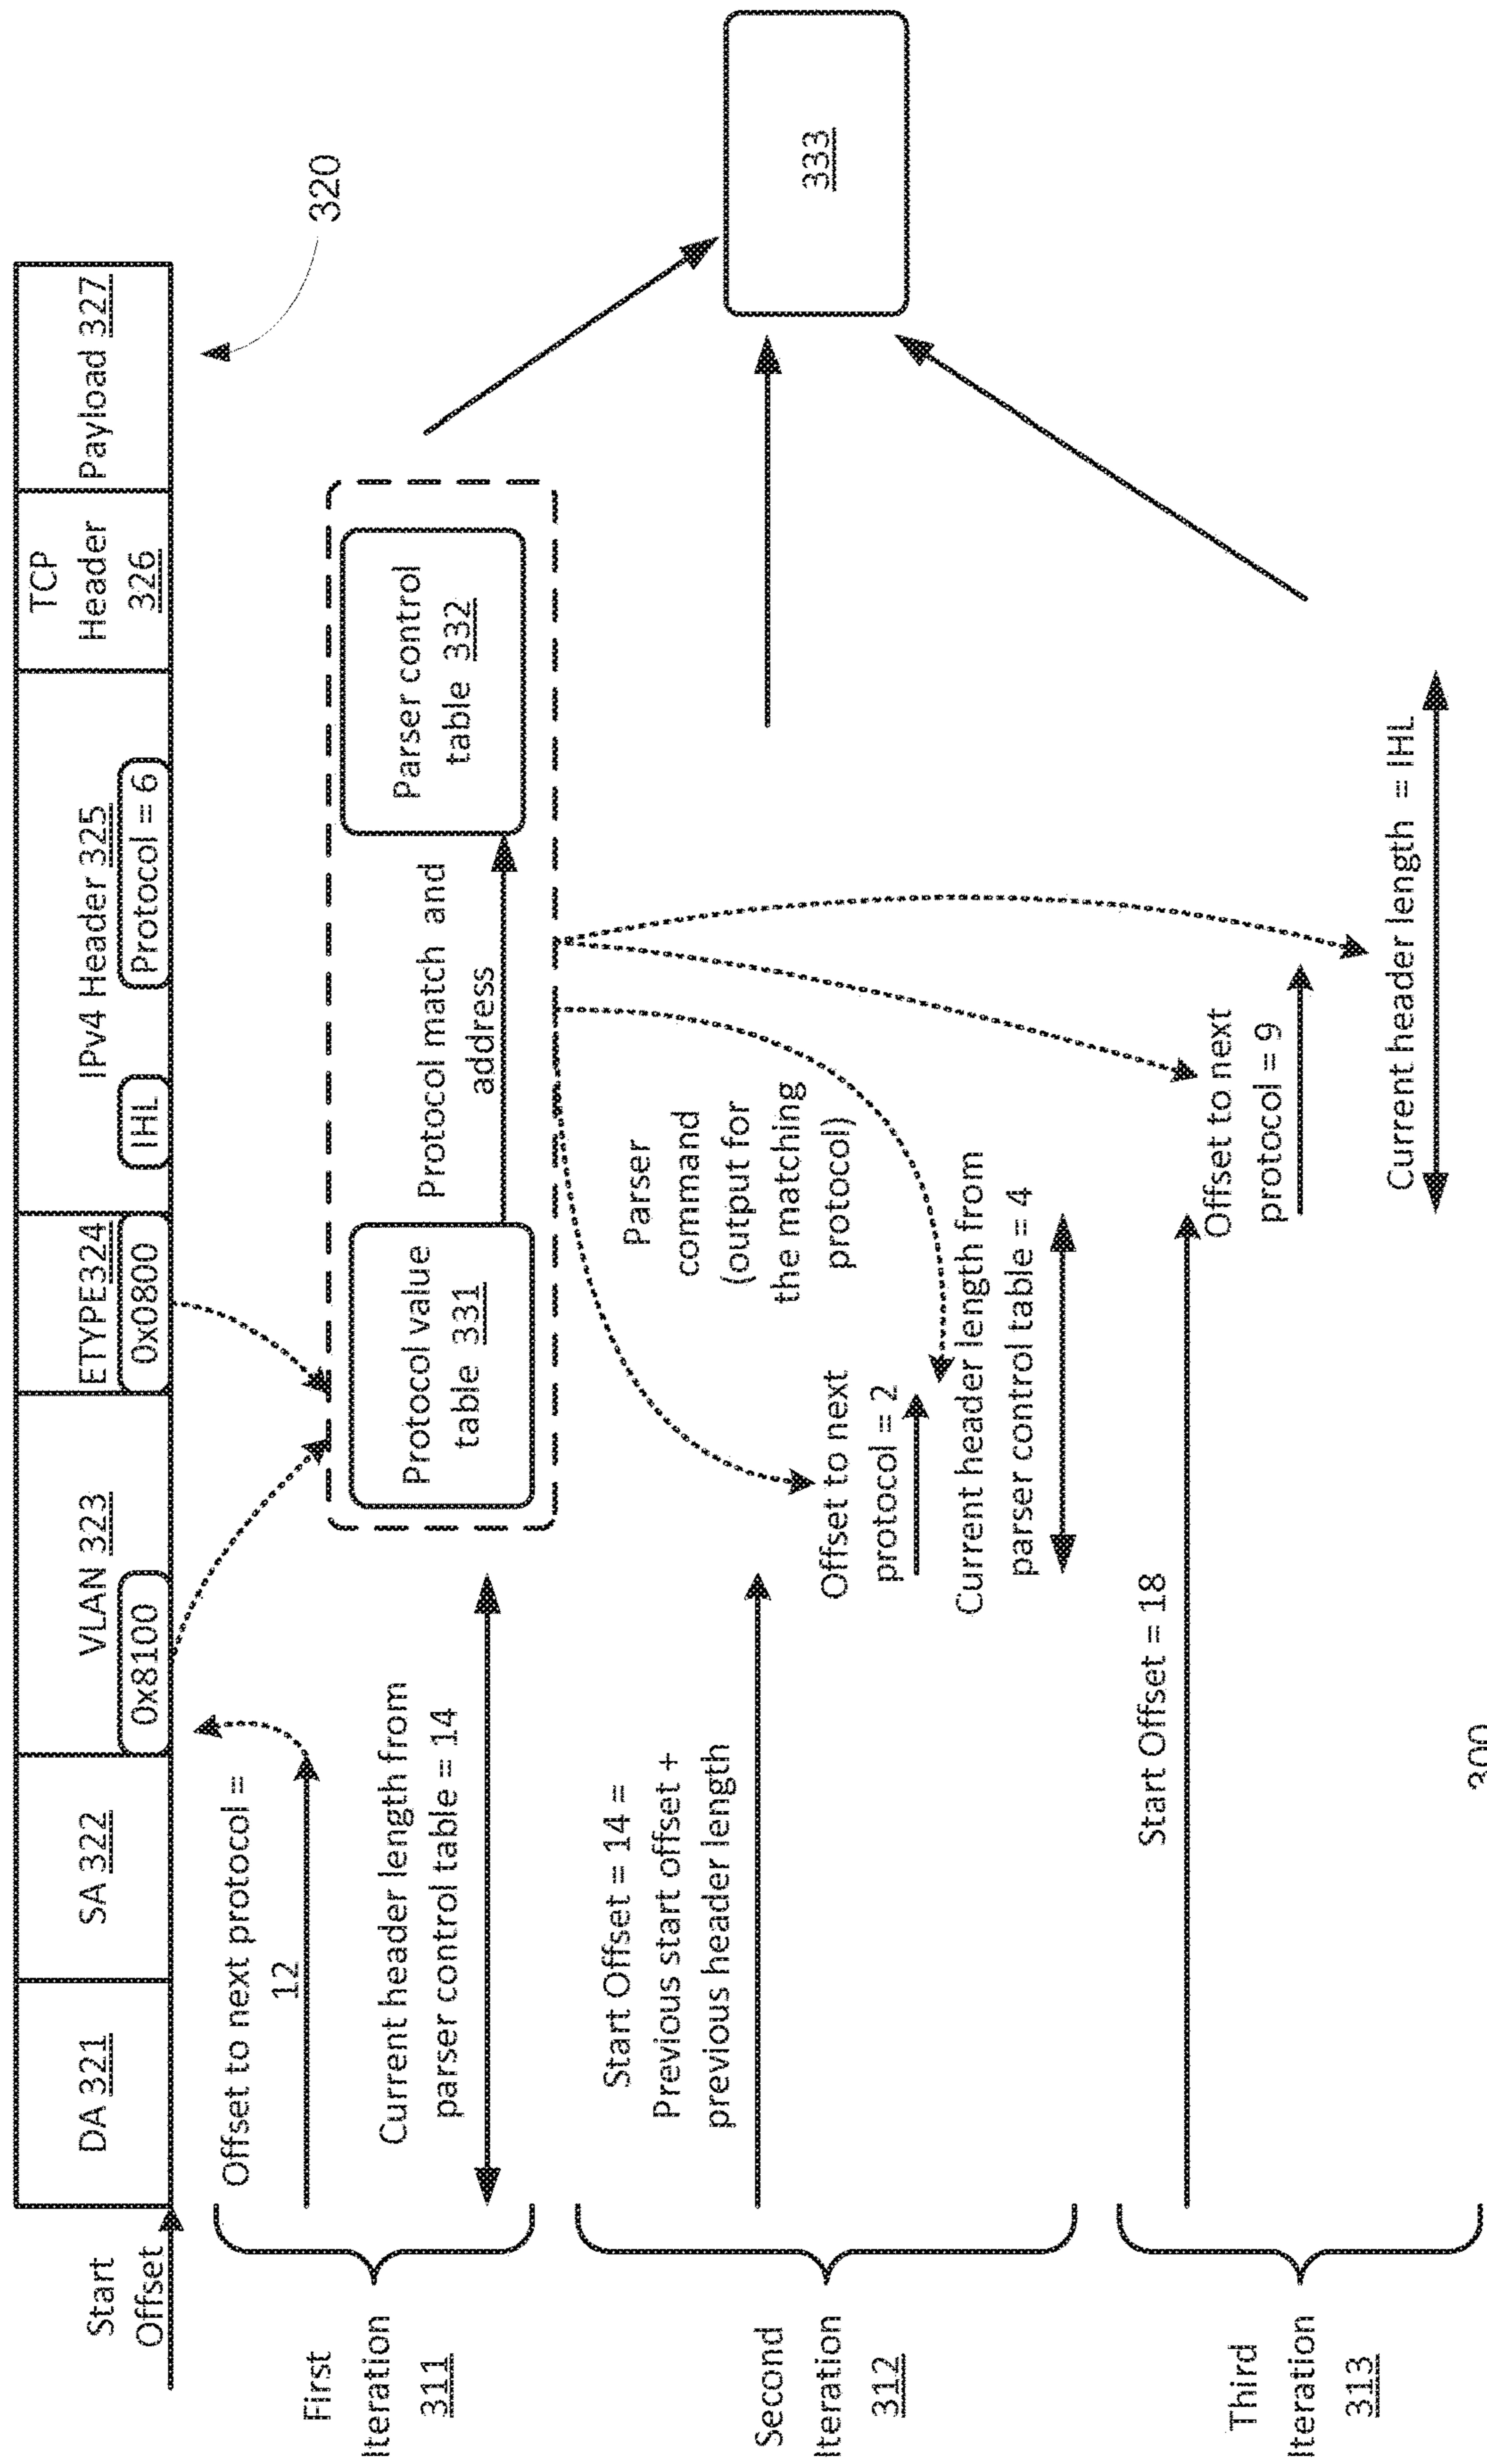 DA 321
SA 322
VLAN 323
0x8100
ETYPE324
0x0800
IPv4 Header 325
IHL
Protocol = 6
TCP
Header
326
Payload 327
320
Start
Offset
First
Iteration
311
Offset to next protocol =
12
Current header length from
parser control table = 14
Protocol value
table 331
Protocol match and
address
Parser control
table 332
333
Second
Iteration
312
Start Offset = 14 =
Previous start offset +
previous header length
Parser
command
(output for
the matching
protocol)
Offset to next
protocol = 2
Current header length from
parser control table = 4
Third
Iteration
313
Start Offset = 18
Offset to next
protocol = 9
Current header length = IHL
300